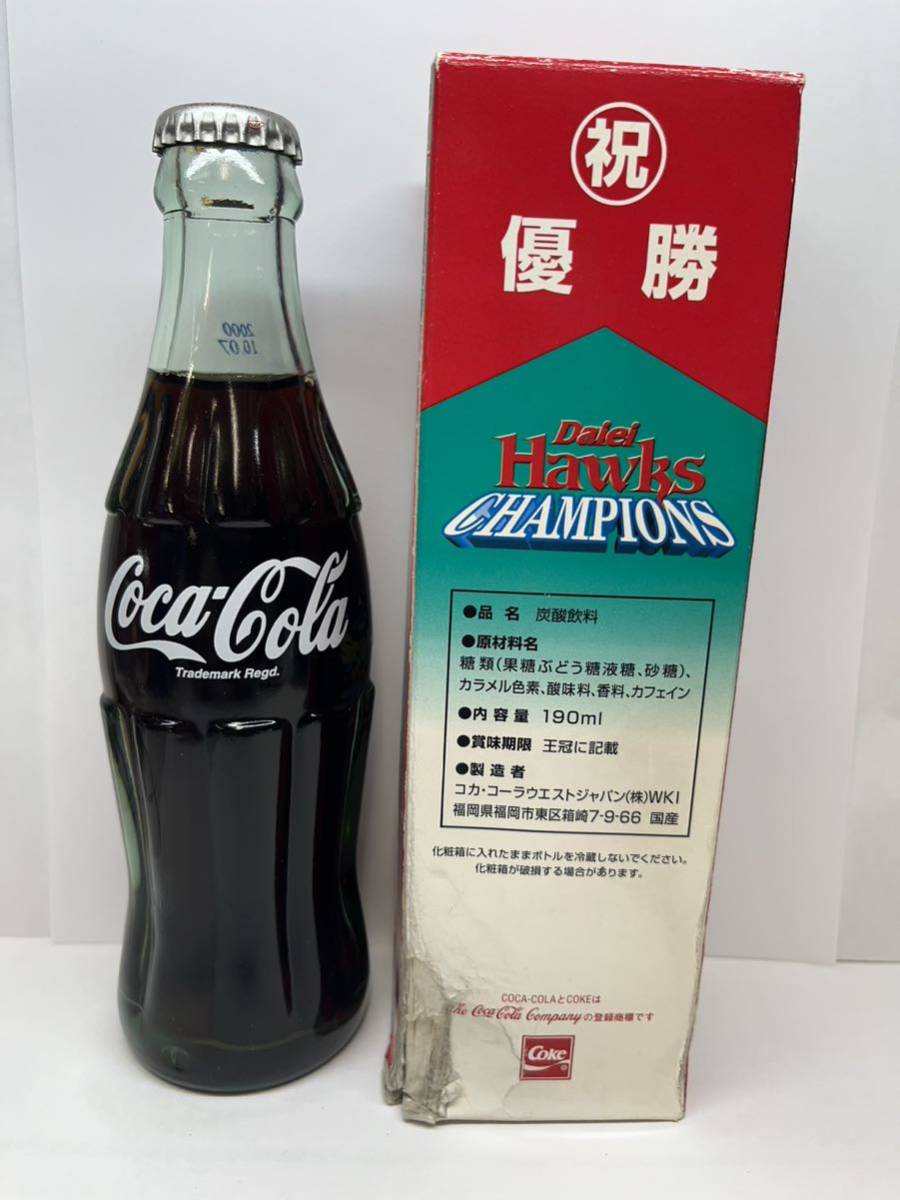 2000
10.07
Coca-Cola
Trademark Regd.
祝
優勝
Daiei
Hawks
CHAMPIONS
●品名 炭酸飲料
●原材料名
糖類(果糖ぶどう糖液糖、砂糖)、
カラメル色素、酸味料、香料、カフェイン
●内容量 190ml
●賞味期限 王冠に記載
●製造者
コカ・コーラウエストジャパン(株)WKI
福岡県福岡市東区箱崎7-9-66 国産
化粧箱に入れたままボトルを冷蔵しないでください。
化粧箱が破損する場合があります。
COCA-COLAとCOKEは
The Coca-Cola Companyの登録商標です
Coke